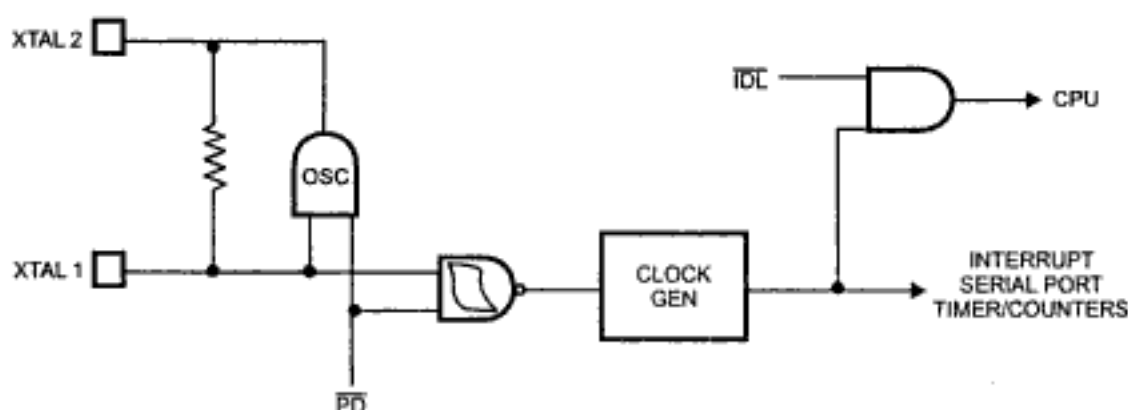 XTAL 2
IDL
CPU
OSC
XTAL 1
CLOCK
GEN
INTERRUPT
SERIAL PORT
TIMER/COUNTERS
PD